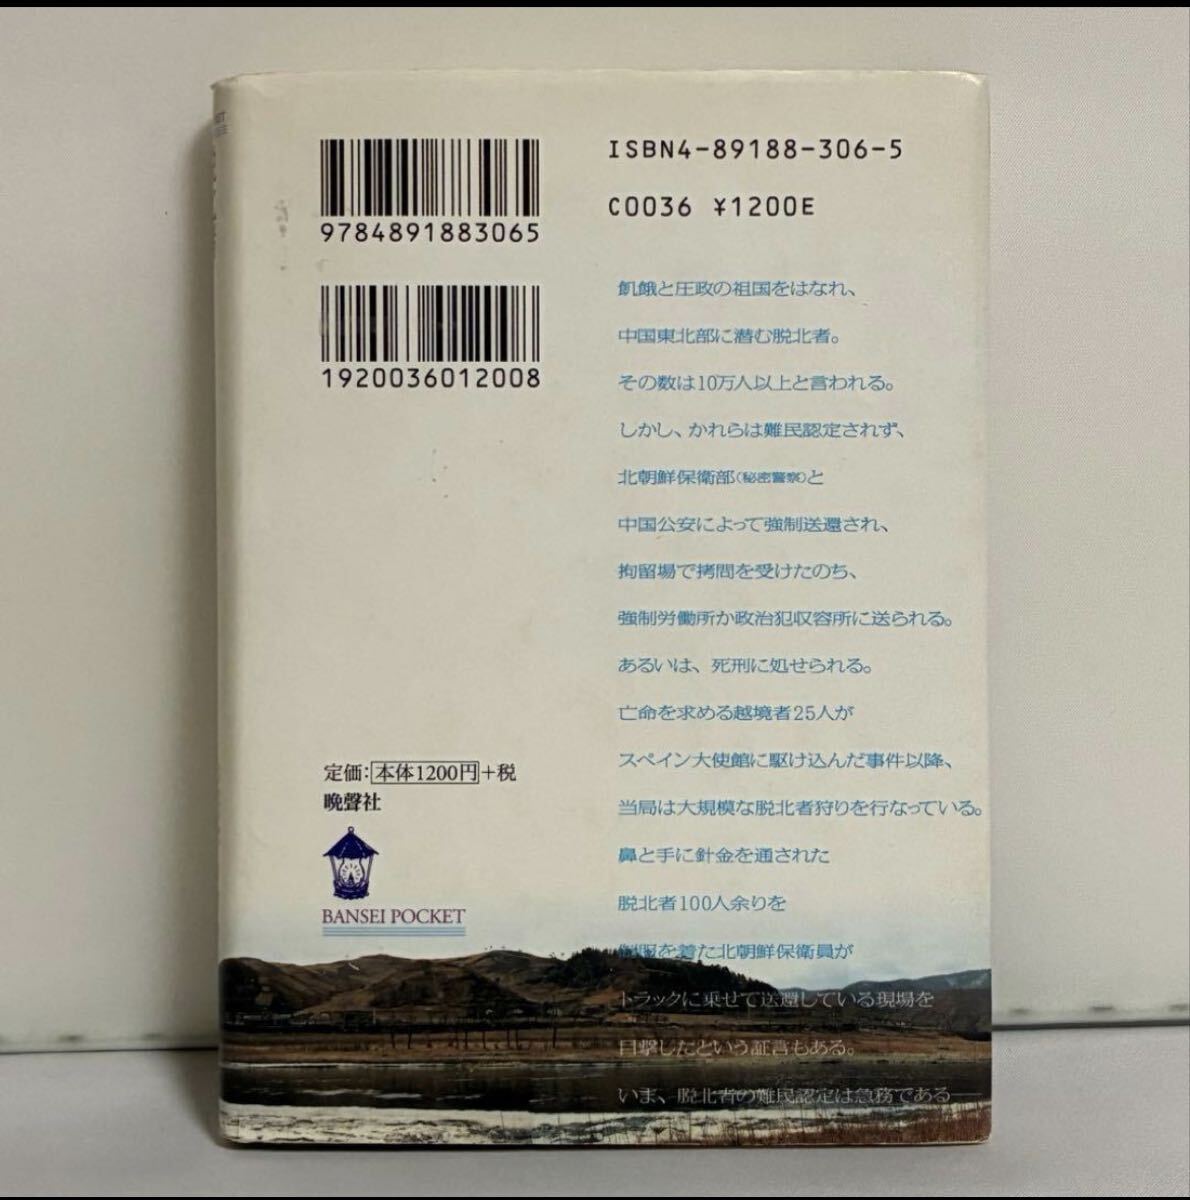 ISBN4-89188-306-5
C0036 ¥1200E
9784891883065
1920036012008
飢餓と圧政の祖国をはなれ、
中国東北部に潜む脱北者。
その数は10万人以上と言われる。
しかし、かれらは難民認定されず、
北朝鮮保衛部(秘密警察)と
中国公安によって強制送還され、
拘留場で拷問を受けたのち、
強制労働所か政治犯収容所に送られる。
あるいは、死刑に処せられる。
亡命を求める越境者25人が
スペイン大使館に駆け込んだ事件以降、
当局は大規模な脱北者狩りを行なっている。
鼻と手に針金を通された
脱北者100人余りを
制服を着た北朝鮮保衛員が
トラックに乗せて送還している現場を
目撃したという証言もある。
いま、脱北者の難民認定は急務である——
定価:本体1200円+税
晩聲社
BANSEI POCKET